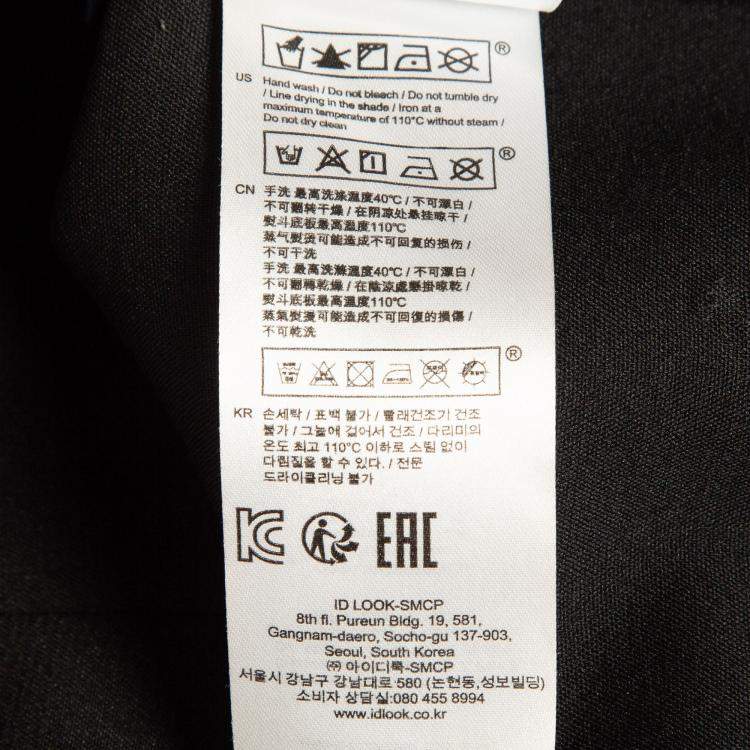 ®
US Hand wash / Do not bleach / Do not tumble dry
/ Line drying in the shade / Iron at a
maximum temperature of 110°C without steam /
Do not dry clean
®
CN 手洗 最高洗涤温度40°C / 不可漂白 /
不可翻转干燥 / 在阴凉处悬挂晾干 /
熨斗底板最高温度110°C
蒸气熨烫可能造成不可回复的损伤 /
不可干洗
手洗 最高洗滌溫度40°C / 不可漂白 /
不可翻轉乾燥 / 在陰涼處懸掛晾乾 /
熨斗底板最高溫度110°C
蒸氣熨燙可能造成不可回復的損傷 /
不可乾洗
®
KR 손세탁 / 표백 불가 / 빨래건조기 건조
불가 / 그늘에 걸어서 건조 / 다리미의
온도 최고 110°C 이하로 스팀 없이
다림질을 할 수 있다. / 전문
드라이클리닝 불가
KC EAC
ID LOOK-SMCP
8th fl. Pureun Bldg. 19, 581,
Gangnam-daero, Socho-gu 137-903,
Seoul, South Korea
㈜ 아이디룩-SMCP
서울시 강남구 강남대로 580 (논현동,성보빌딩)
소비자 상담실:080 455 8994
www.idlook.co.kr